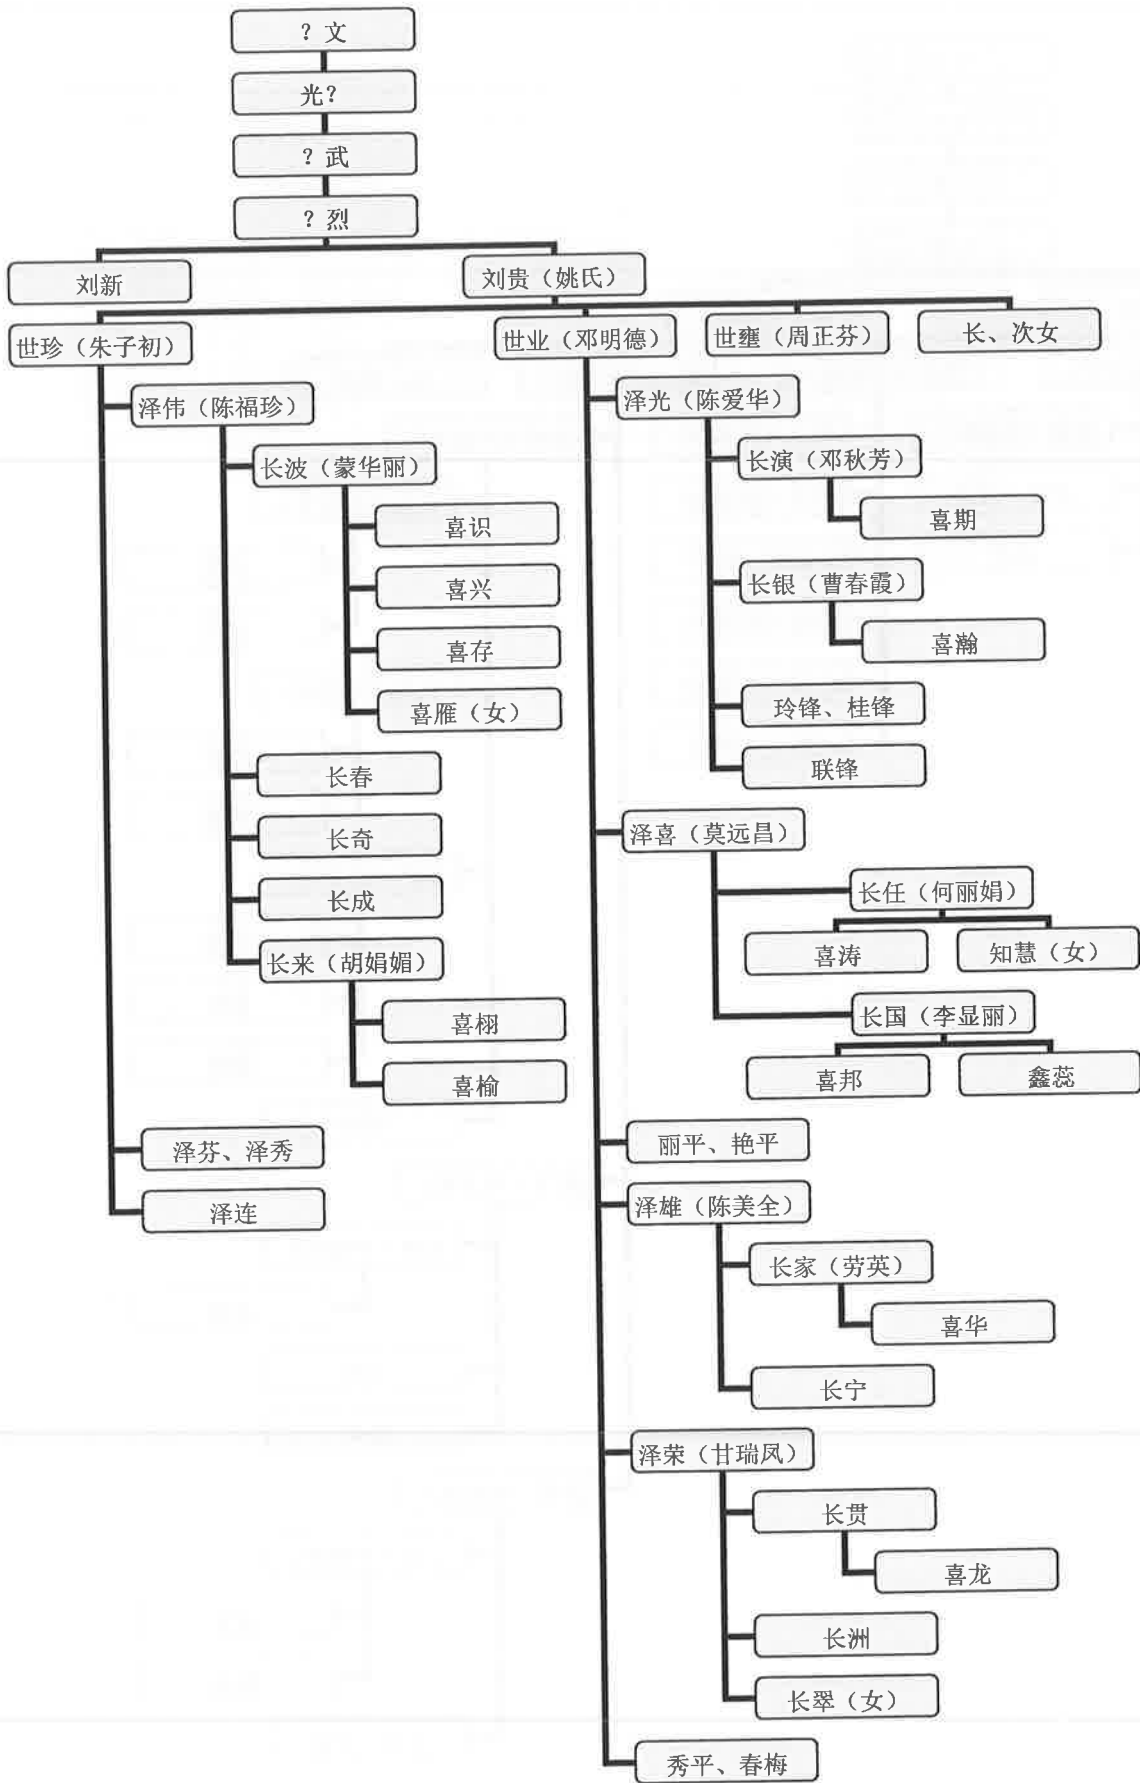 ？文
光？
？武
？烈
刘新
刘贵（姚氏）
世珍（朱子初）
世业（邓明德）
世壅（周正芬）
长、次女
泽伟（陈福珍）
长波（蒙华丽）
喜识
喜兴
喜存
喜雁（女）
长春
长奇
长成
长来（胡娟媚）
喜栩
喜榆
泽芬、泽秀
泽连
泽光（陈爱华）
长演（邓秋芳）
喜期
长银（曹春霞）
喜瀚
玲锋、桂锋
联锋
泽喜（莫远昌）
长任（何丽娟）
喜涛
知慧（女）
长国（李显丽）
喜邦
鑫蕊
丽平、艳平
泽雄（陈美全）
长家（劳英）
喜华
长宁
泽荣（甘瑞凤）
长贯
喜龙
长洲
长翠（女）
秀平、春梅